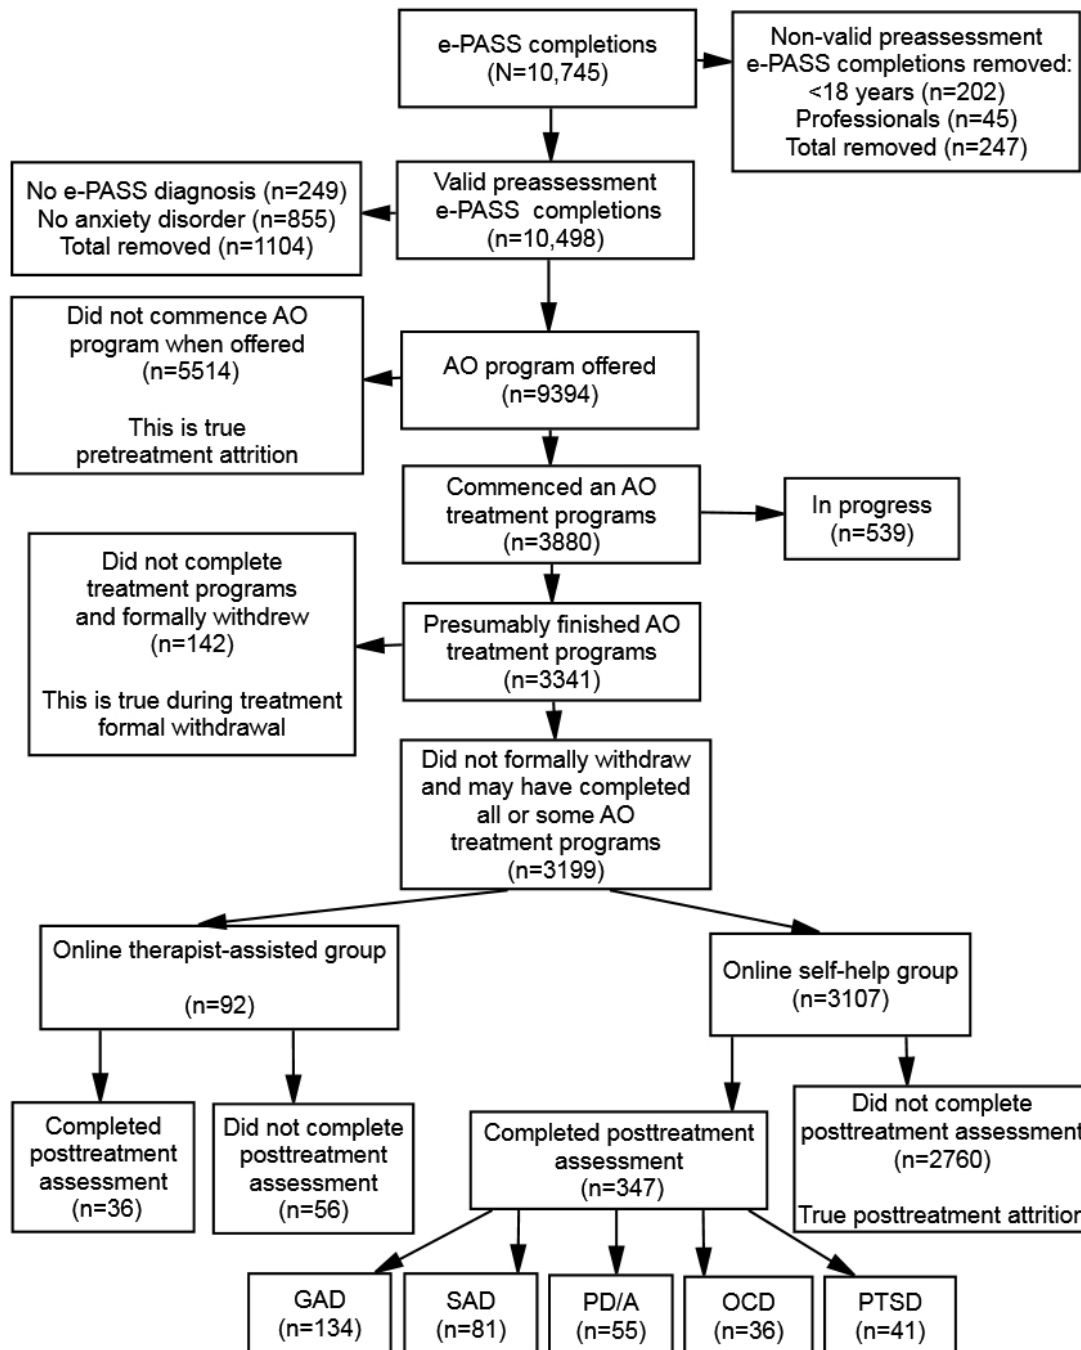 e-PASS completions
(N=10,745)
Non-valid preassessment
e-PASS completions removed:
<18 years (n=202)
Professionals (n=45)
Total removed (n=247)
No e-PASS diagnosis (n=249)
No anxiety disorder (n=855)
Total removed (n=1104)
Valid preassessment
e-PASS completions
(n=10,498)
Did not commence AO
program when offered
(n=5514)
This is true
pretreatment attrition
AO program offered
(n=9394)
Commenced an AO
treatment programs
(n=3880)
In progress
(n=539)
Did not complete
treatment programs
and formally withdrew
(n=142)
This is true during treatment
formal withdrawal
Presumably finished AO
treatment programs
(n=3341)
Did not formally withdraw
and may have completed
all or some AO
treatment programs
(n=3199)
Online therapist-assisted group
(n=92)
Online self-help group
(n=3107)
Completed
posttreatment
assessment
(n=36)
Did not complete
posttreatment
assessment
(n=56)
Completed posttreatment
assessment
(n=347)
Did not complete
posttreatment assessment
(n=2760)
True posttreatment attrition
GAD
(n=134)
SAD
(n=81)
PD/A
(n=55)
OCD
(n=36)
PTSD
(n=41)